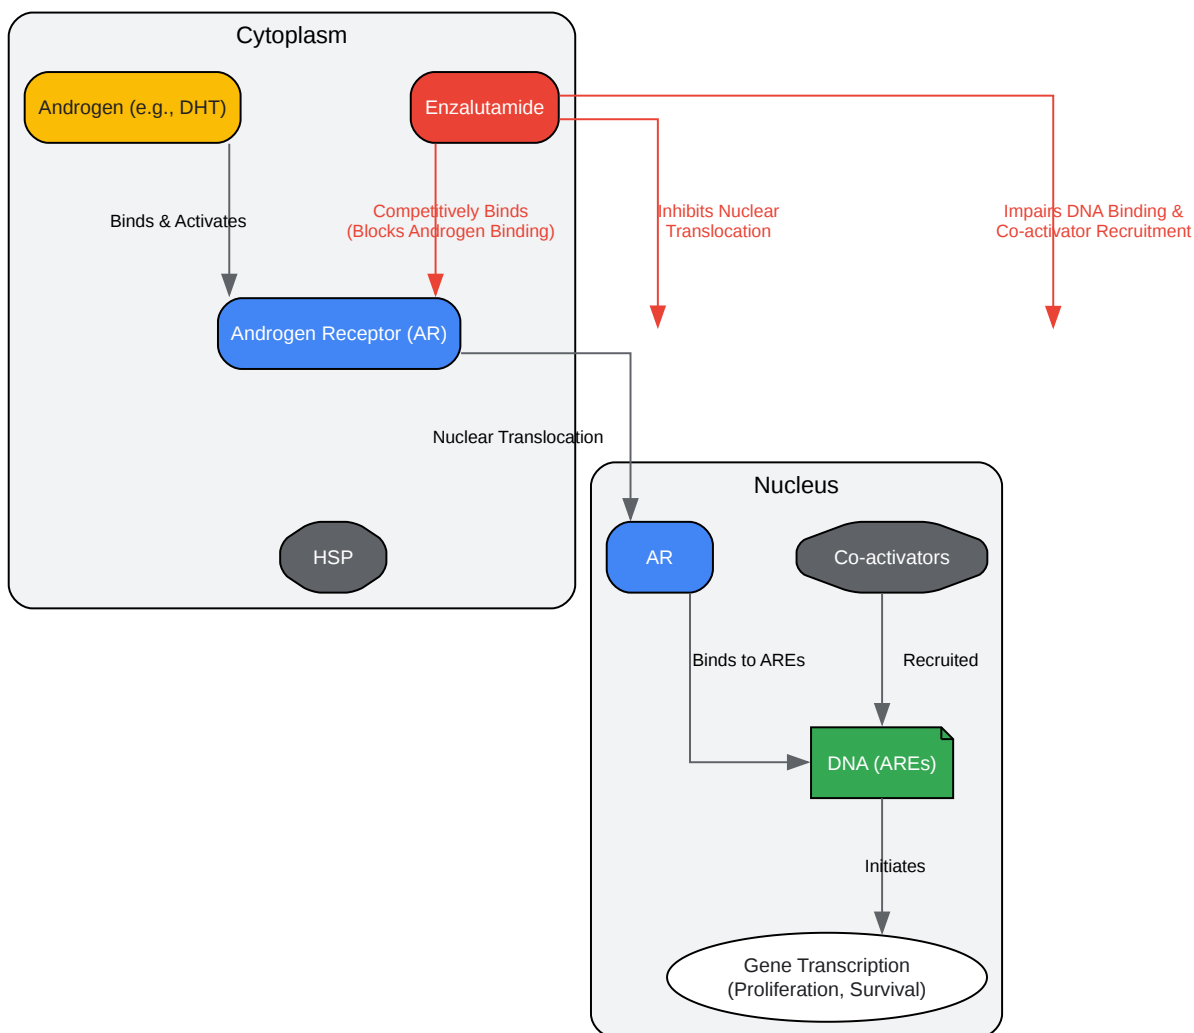 Cytoplasm
Androgen (e.g., DHT)
Enzalutamide
Binds & Activates
Competitively Binds
(Blocks Androgen Binding)
Inhibits Nuclear
Translocation
Impairs DNA Binding &
Co-activator Recruitment
Androgen Receptor (AR)
Nuclear Translocation
Nucleus
HSP
AR
Co-activators
Binds to AREs
Recruited
DNA (AREs)
Initiates
Gene Transcription
(Proliferation, Survival)